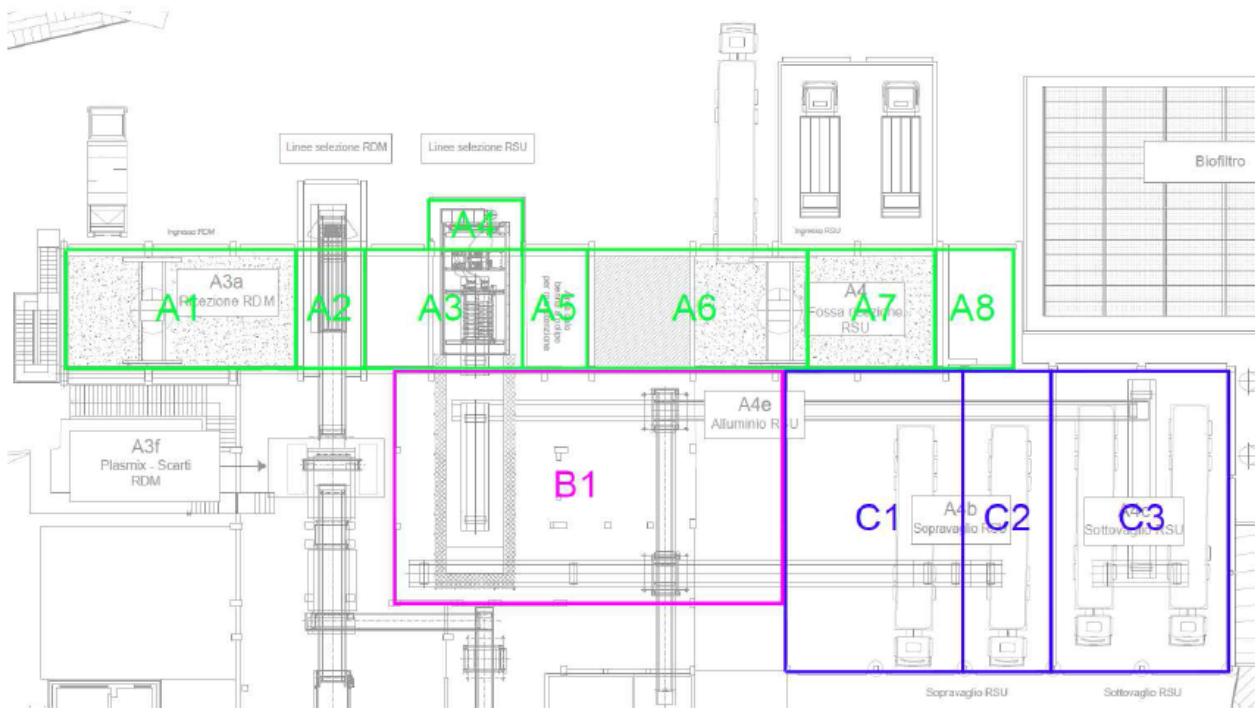 Linee selezione RDM
Linee selezione RSU
Biofiltro
Ingresso RDM
Ingresso RSU
A4
A3a
Ricezione RDM
A1
A2
A3
A5
per manutenzione
A6
A4
Fossa ricezione
RSU
A7
A8
A4e
Alluminio RSU
A3f
Plasmix - Scarti
RDM
B1
C1
A4b
Sopravaglio RSU
C2
A4c
Sottovaglio RSU
C3
Sopravaglio RSU
Sottovaglio RSU